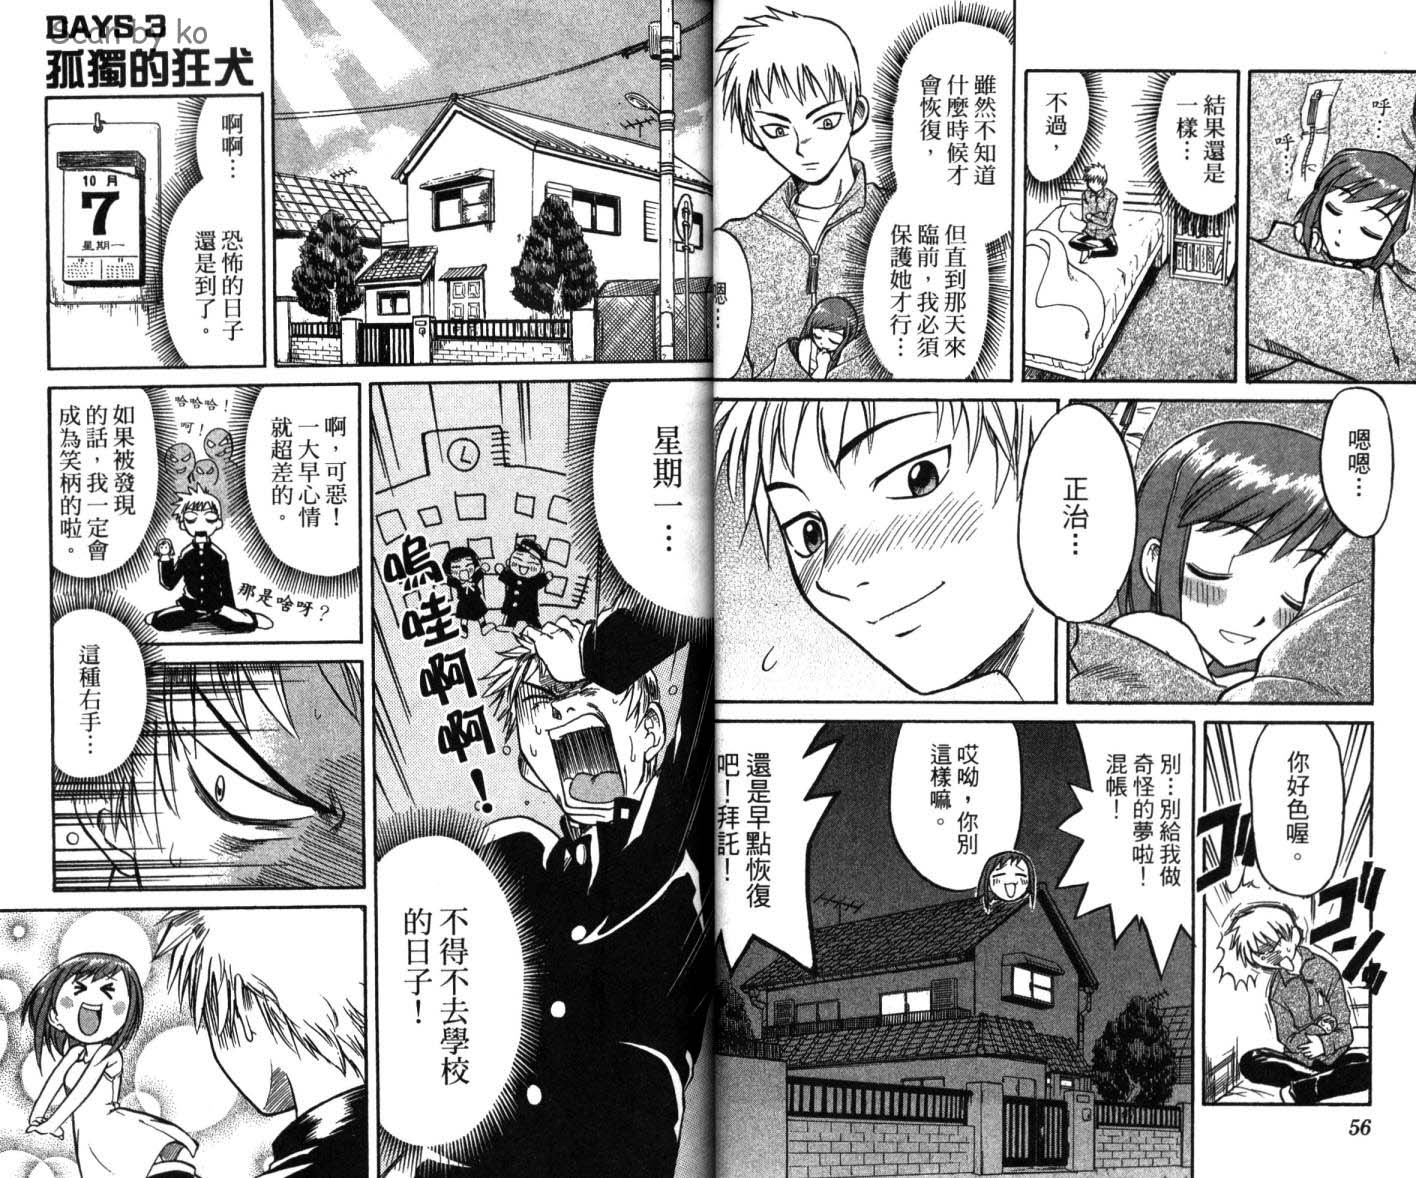 呼…
呼…
結果還是
一樣…
不過，
雖然不知道
什麼時候才
會恢復，
但直到那天來
臨前，我必須
保護她才行…
嗯…
嗯嗯…
正治…
你好色喔。
別…別給我做
奇怪的夢啦！
混帳！
哎呦，你別
這樣嘛。
還是早點恢復
吧！拜託！
56
Scan by ko
DAYS 3
孤獨的狂犬
10月
7
星期一
啊啊…
恐怖的日子
還是到了。
星期一…
嗚哇啊啊！
不得不去學校
的日子！
啊，可惡！
一大早心情
就超差的。
哈哈哈！
呵！
那是啥呀？
如果被發現
的話，我一定會
成為笑柄的啦。
這種右手…